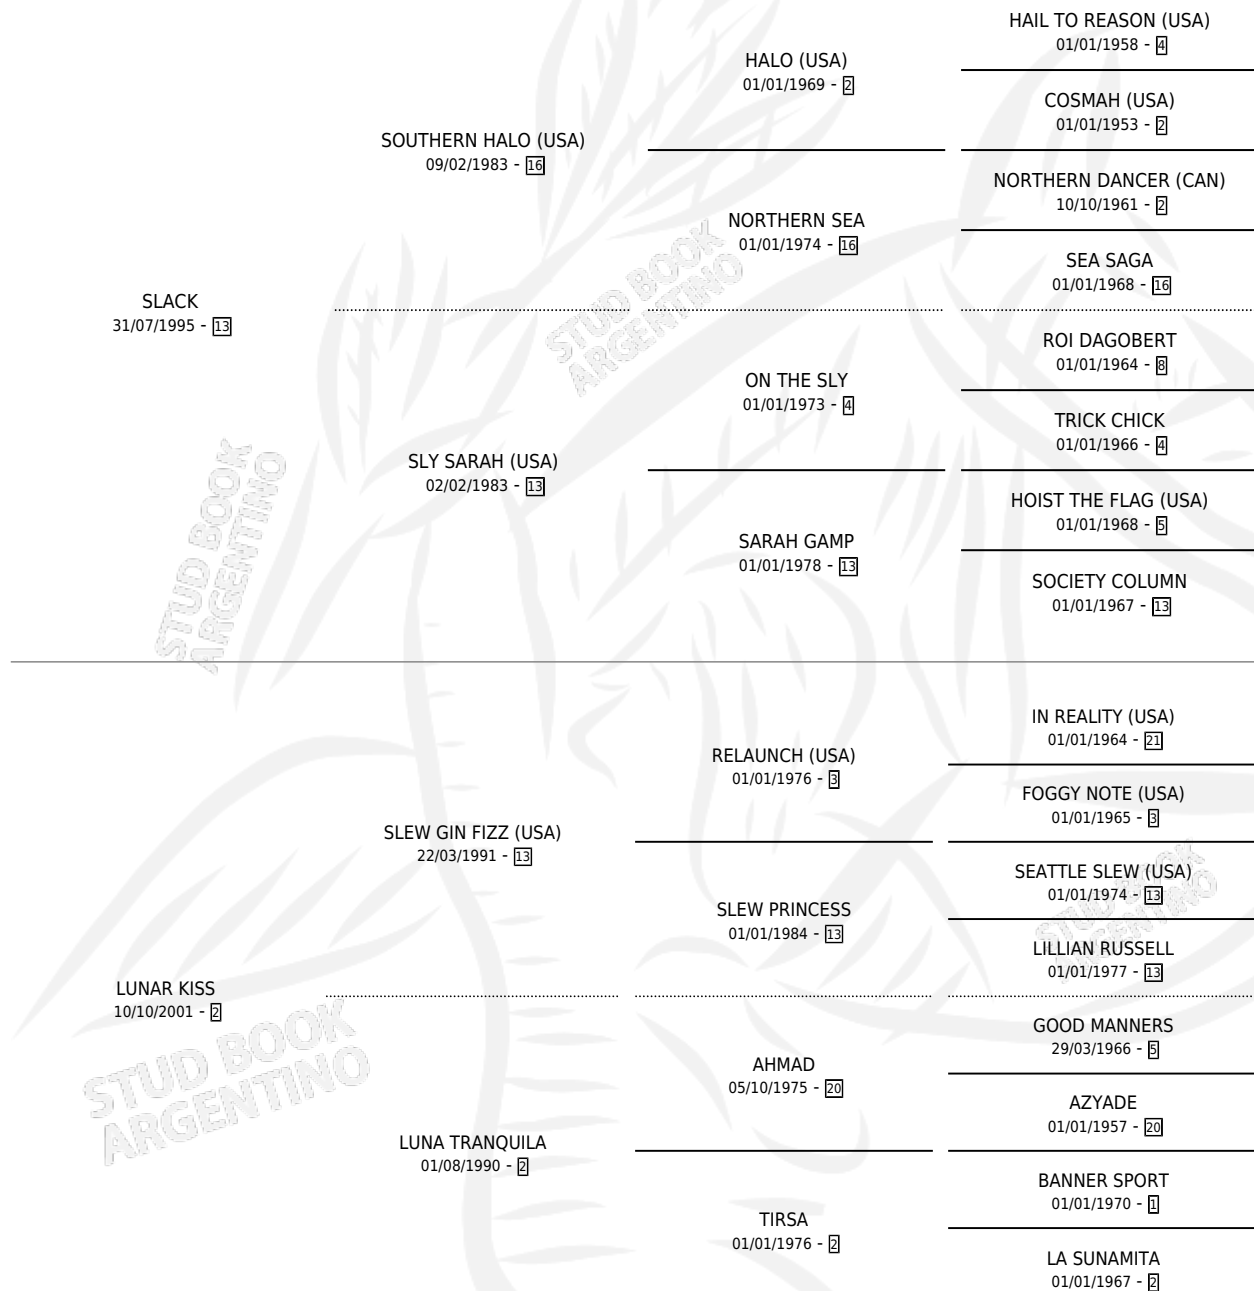 HAIL TO REASON (USA)
01/01/1958 - 4
HALO (USA)
01/01/1969 - 2
COSMAH (USA)
01/01/1953 - 2
SOUTHERN HALO (USA)
09/02/1983 - 16
NORTHERN DANCER (CAN)
10/10/1961 - 2
NORTHERN SEA
01/01/1974 - 16
SEA SAGA
01/01/1968 - 16
SLACK
31/07/1995 - 13
STUD BOOK
ARGENTINO
ROI DAGOBERT
01/01/1964 - 8
ON THE SLY
01/01/1973 - 4
TRICK CHICK
01/01/1966 - 4
SLY SARAH (USA)
02/02/1983 - 13
HOIST THE FLAG (USA)
01/01/1968 - 5
SARAH GAMP
01/01/1978 - 13
SOCIETY COLUMN
01/01/1967 - 13
STUD BOOK
ARGENTINO
IN REALITY (USA)
01/01/1964 - 21
RELAUNCH (USA)
01/01/1976 - 3
FOGGY NOTE (USA)
01/01/1965 - 3
SLEW GIN FIZZ (USA)
22/03/1991 - 13
SEATTLE SLEW (USA)
01/01/1974 - 13
STUD BOOK
ARGENTINO
SLEW PRINCESS
01/01/1984 - 13
LILLIAN RUSSELL
01/01/1977 - 13
LUNAR KISS
10/10/2001 - 2
STUD BOOK
ARGENTINO
GOOD MANNERS
29/03/1966 - 5
AHMAD
05/10/1975 - 20
AZYADE
01/01/1957 - 20
LUNA TRANQUILA
01/08/1990 - 2
BANNER SPORT
01/01/1970 - 1
TIRSA
01/01/1976 - 2
LA SUNAMITA
01/01/1967 - 2